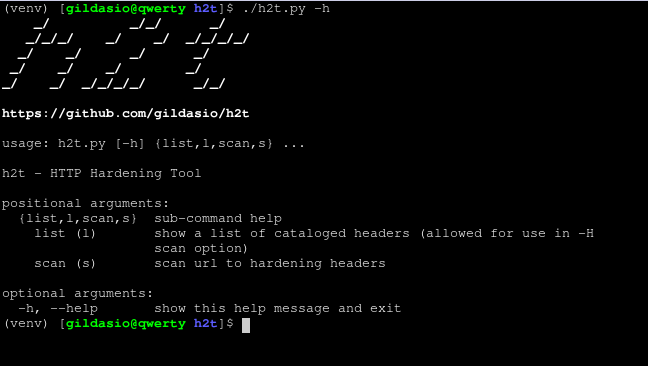 (venv) [gildasio@qwerty h2t]$ ./h2t.py -h
h2t
https://github.com/gildasio/h2t
usage: h2t.py [-h] {list,l,scan,s} ...
h2t - HTTP Hardening Tool
positional arguments:
  {list,l,scan,s}  sub-command help
    list (l)       show a list of cataloged headers (allowed for use in -H
                   scan option)
    scan (s)       scan url to hardening headers
optional arguments:
  -h, --help       show this help message and exit
(venv) [gildasio@qwerty h2t]$